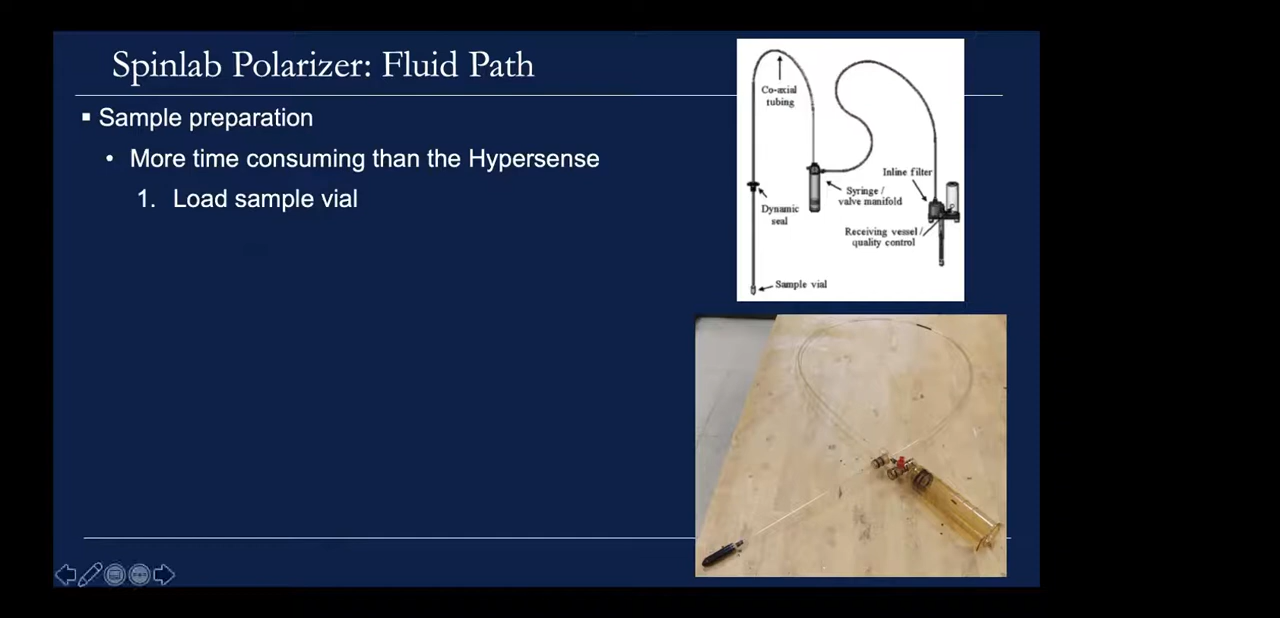 Spinlab Polarizer: Fluid Path
▪ Sample preparation
• More time consuming than the Hypersense
1. Load sample vial
Co-axial
tubing
Inline filter
Syringe /
valve manifold
Dynamic
seal
Receiving vessel /
quality control
Sample vial